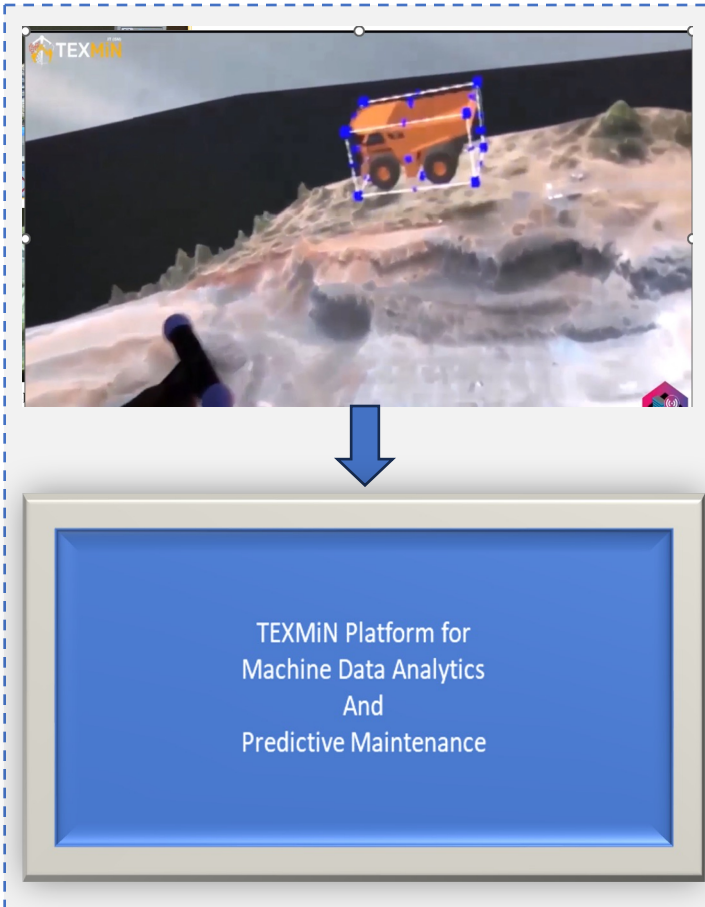 TEXMiN
TEXMiN Platform for
Machine Data Analytics
And
Predictive Maintenance